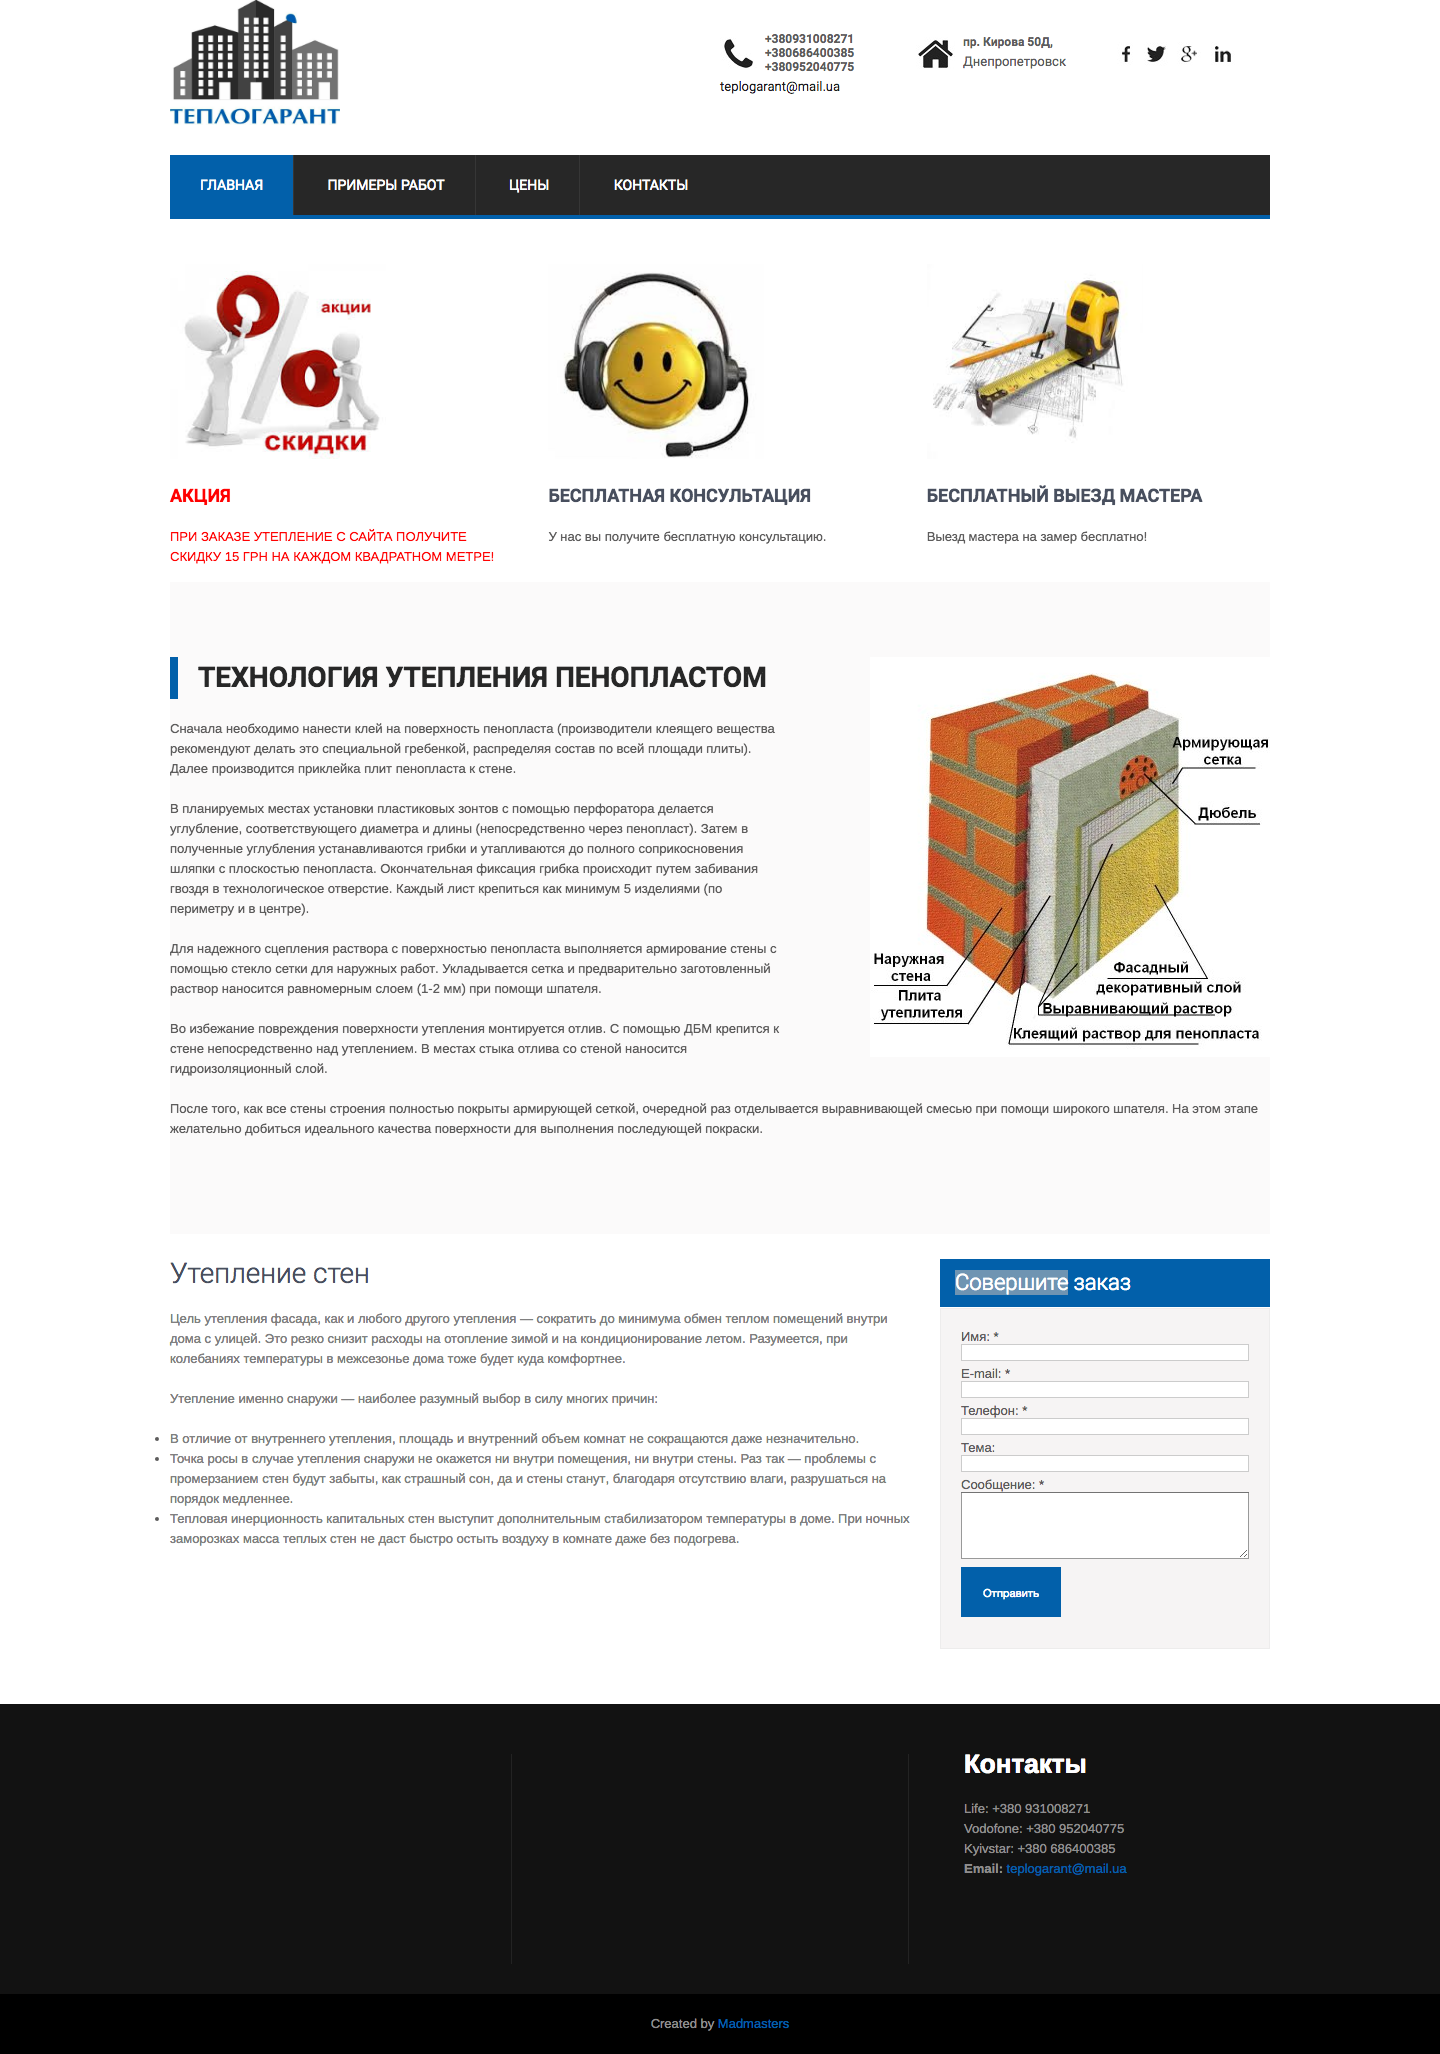 ТЕПЛОГАРАНТ
+380931008271
+380686400385
+380952040775
teplogarant@mail.ua
пр. Кирова 50Д,
Днепропетровск
ГЛАВНАЯ
ПРИМЕРЫ РАБОТ
ЦЕНЫ
КОНТАКТЫ
акции
скидки
АКЦИЯ
ПРИ ЗАКАЗЕ УТЕПЛЕНИЕ С САЙТА ПОЛУЧИТЕ
СКИДКУ 15 ГРН НА КАЖДОМ КВАДРАТНОМ МЕТРЕ!
БЕСПЛАТНАЯ КОНСУЛЬТАЦИЯ
У нас вы получите бесплатную консультацию.
БЕСПЛАТНЫЙ ВЫЕЗД МАСТЕРА
Выезд мастера на замер бесплатно!
ТЕХНОЛОГИЯ УТЕПЛЕНИЯ ПЕНОПЛАСТОМ
Сначала необходимо нанести клей на поверхность пенопласта (производители клеящего вещества
рекомендуют делать это специальной гребенкой, распределяя состав по всей площади плиты).
Далее производится приклейка плит пенопласта к стене.
В планируемых местах установки пластиковых зонтов с помощью перфоратора делается
углубление, соответствующего диаметра и длины (непосредственно через пенопласт). Затем в
полученные углубления устанавливаются грибки и утапливаются до полного соприкосновения
шляпки с плоскостью пенопласта. Окончательная фиксация грибка происходит путем забивания
гвоздя в технологическое отверстие. Каждый лист крепиться как минимум 5 изделиями (по
периметру и в центре).
Для надежного сцепления раствора с поверхностью пенопласта выполняется армирование стены с
помощью стекло сетки для наружных работ. Укладывается сетка и предварительно заготовленный
раствор наносится равномерным слоем (1-2 мм) при помощи шпателя.
Во избежание повреждения поверхности утепления монтируется отлив. С помощью ДБМ крепится к
стене непосредственно над утеплением. В местах стыка отлива со стеной наносится
гидроизоляционный слой.
После того, как все стены строения полностью покрыты армирующей сеткой, очередной раз отделывается выравнивающей смесью при помощи широкого шпателя. На этом этапе
желательно добиться идеального качества поверхности для выполнения последующей покраски.
Армирующая
сетка
Дюбель
Наружная
стена
Плита
утеплителя
Фасадный
декоративный слой
Выравнивающий раствор
Клеящий раствор для пенопласта
Утепление стен
Цель утепления фасада, как и любого другого утепления — сократить до минимума обмен теплом помещений внутри
дома с улицей. Это резко снизит расходы на отопление зимой и на кондиционирование летом. Разумеется, при
колебаниях температуры в межсезонье дома тоже будет куда комфортнее.
Утепление именно снаружи — наиболее разумный выбор в силу многих причин:
• В отличие от внутреннего утепления, площадь и внутренний объем комнат не сокращаются даже незначительно.
• Точка росы в случае утепления снаружи не окажется ни внутри помещения, ни внутри стены. Раз так — проблемы с
промерзанием стен будут забыты, как страшный сон, да и стены станут, благодаря отсутствию влаги, разрушаться на
порядок медленнее.
• Тепловая инерционность капитальных стен выступит дополнительным стабилизатором температуры в доме. При ночных
заморозках масса теплых стен не даст быстро остыть воздуху в комнате даже без подогрева.
Совершите заказ
Имя: *
E-mail: *
Телефон: *
Тема:
Сообщение: *
Отправить
Контакты
Life: +380 931008271
Vodofone: +380 952040775
Kyivstar: +380 686400385
Email: teplogarant@mail.ua
Created by Madmasters